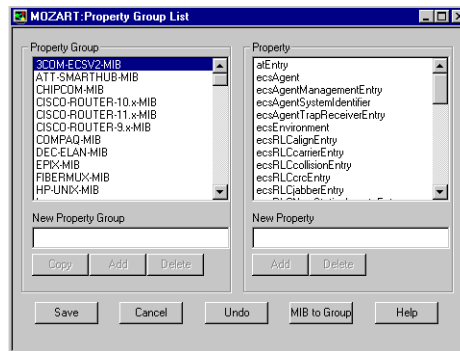 MOZART:Property Group List
Property Group
3COM-ECSV2-MIB
ATT-SMARTHUB-MIB
CHIPCOM-MIB
CISCO-ROUTER-10.x-MIB
CISCO-ROUTER-11.x-MIB
CISCO-ROUTER-9.x-MIB
COMPAQ-MIB
DEC-ELAN-MIB
EPIX-MIB
FIBERMUX-MIB
HP-UNIX-MIB
New Property Group
Copy Add Delete
Property
atEntry
ecsAgent
ecsAgentManagementEntry
ecsAgentSystemIdentifier
ecsAgentTrapReceiverEntry
ecsEnvironment
ecsRLCalignEntry
ecsRLCcarrierEntry
ecsRLCcollisionEntry
ecsRLCcrcEntry
ecsRLCjabberEntry
New Property
Add Delete
Save Cancel Undo MIB to Group Help